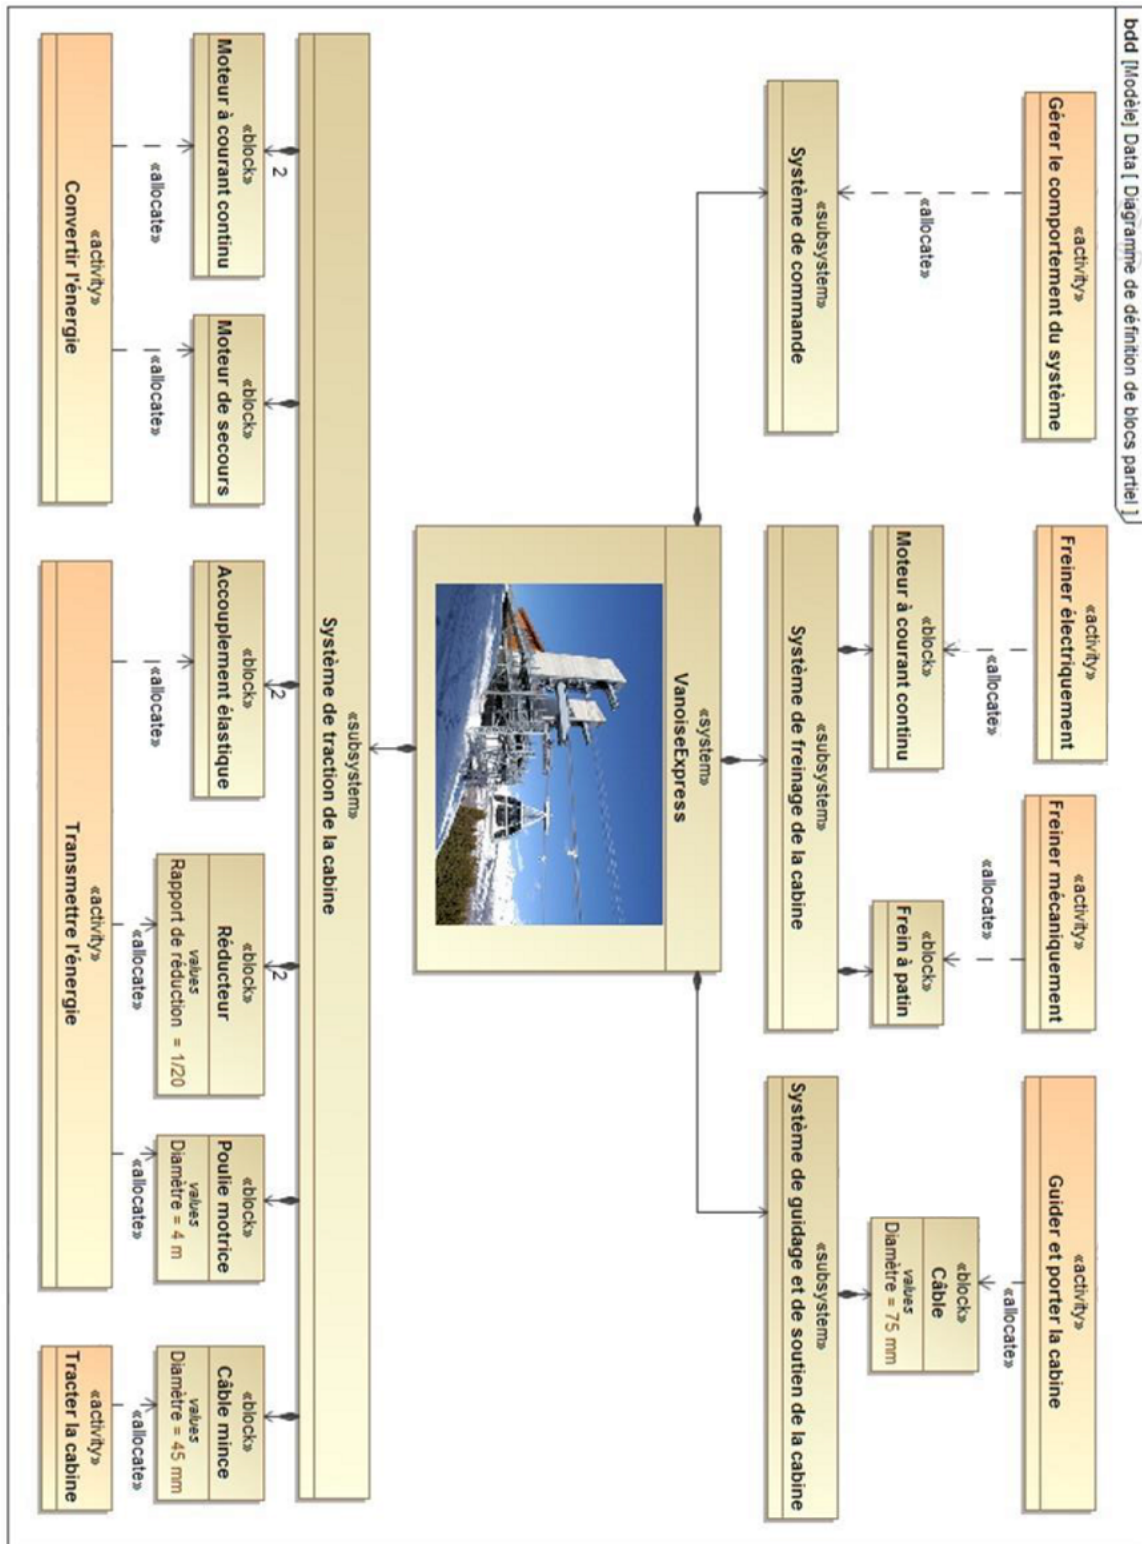 bdd [Modèle] Data [ Diagramme de définition de blocs partiel ]
«activity»
Gérer le comportement du système
«activity»
Freiner électriquement
«activity»
Freiner mécaniquement
«activity»
Guider et porter la cabine
«allocate»
«allocate»
«allocate»
«allocate»
«block»
Moteur à courant continu
«block»
Frein à patin
«block»
Câble
values
Diamètre = 75 mm
«subsystem»
Système de commande
«subsystem»
Système de freinage de la cabine
«subsystem»
Système de guidage et de soutien de la cabine
«system»
VanoiseExpress
«subsystem»
Système de traction de la cabine
2
2
2
«block»
Moteur à courant continu
«block»
Moteur de secours
«block»
Accouplement élastique
«block»
Réducteur
values
Rapport de réduction = 1/20
«block»
Poulie motrice
values
Diamètre = 4 m
«block»
Câble mince
values
Diamètre = 45 mm
«allocate»
«allocate»
«allocate»
«allocate»
«allocate»
«allocate»
«activity»
Convertir l'énergie
«activity»
Transmettre l'énergie
«activity»
Tracter la cabine